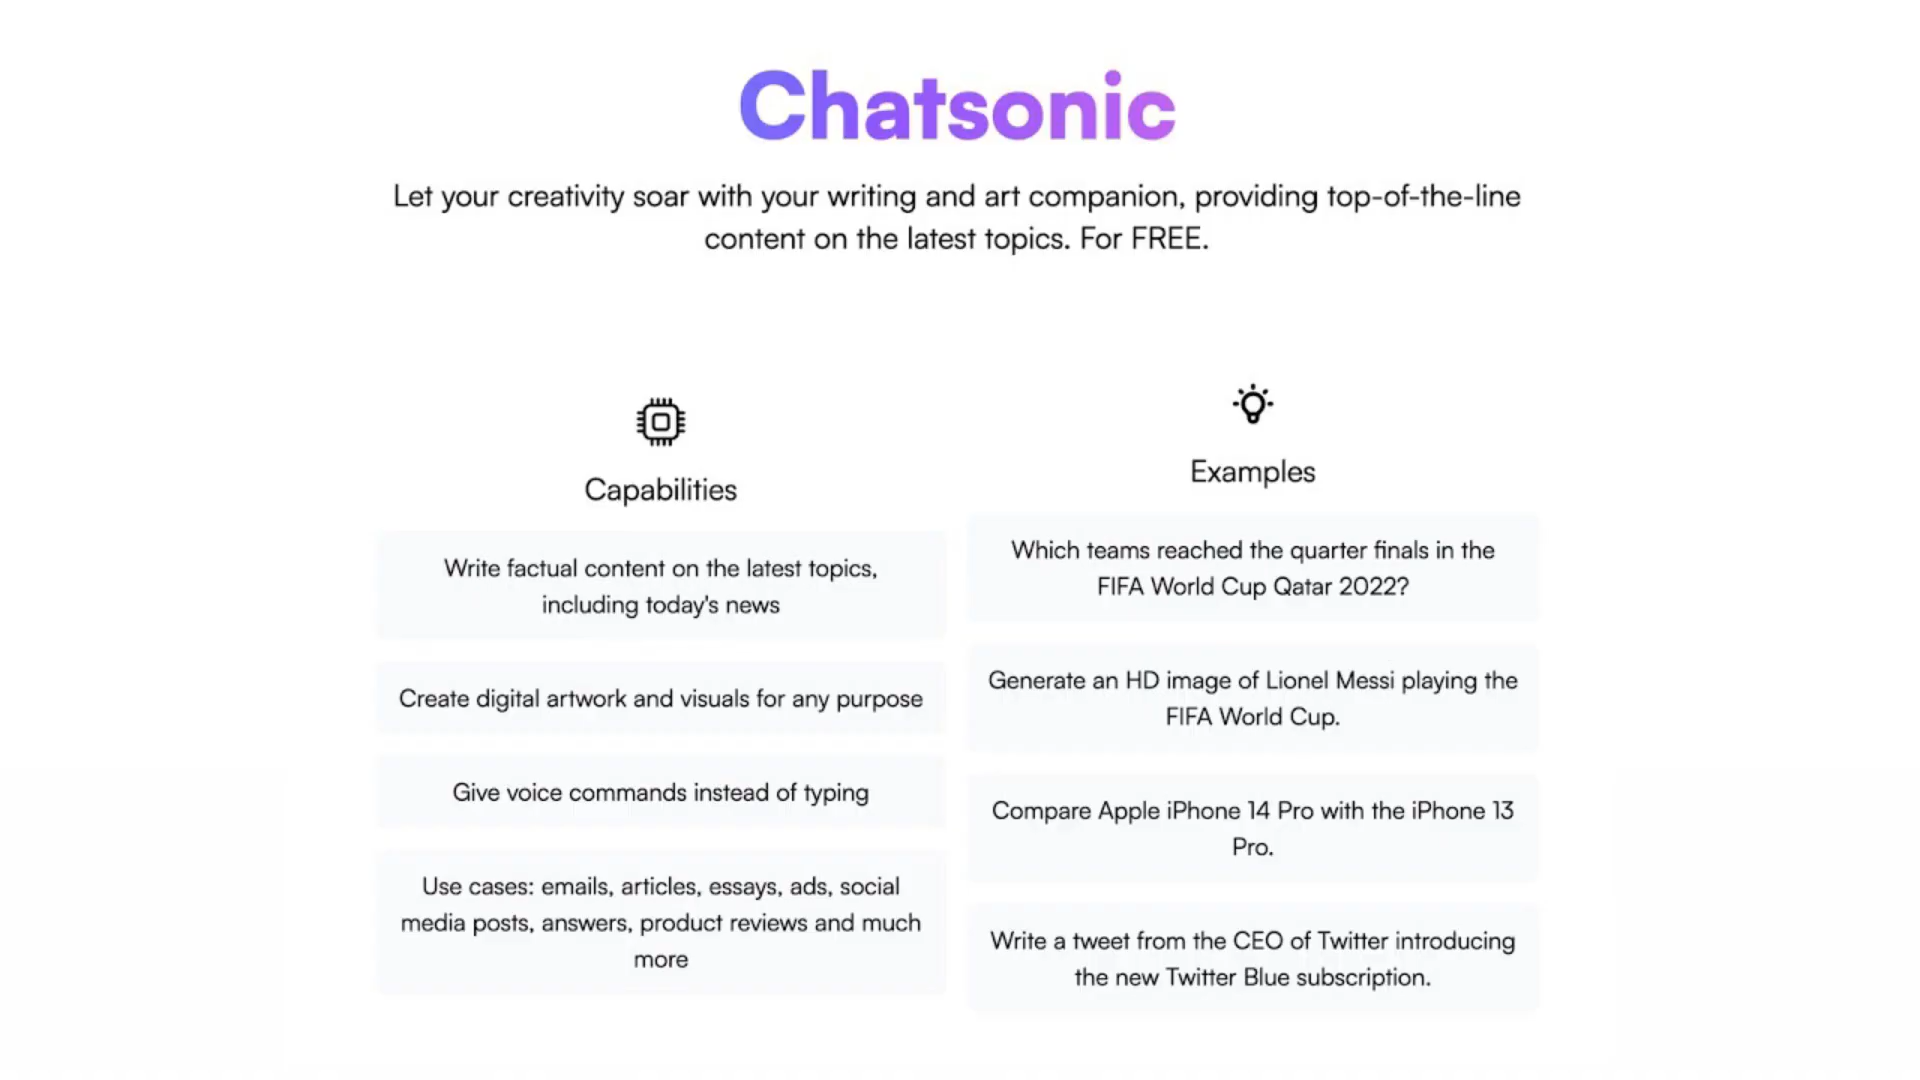 Chatsonic
Let your creativity soar with your writing and art companion, providing top-of-the-line
content on the latest topics. For FREE.
Capabilities
Write factual content on the latest topics,
including today's news
Create digital artwork and visuals for any purpose
Give voice commands instead of typing
Use cases: emails, articles, essays, ads, social
media posts, answers, product reviews and much
more
Examples
Which teams reached the quarter finals in the
FIFA World Cup Qatar 2022?
Generate an HD image of Lionel Messi playing the
FIFA World Cup.
Compare Apple iPhone 14 Pro with the iPhone 13
Pro.
Write a tweet from the CEO of Twitter introducing
the new Twitter Blue subscription.